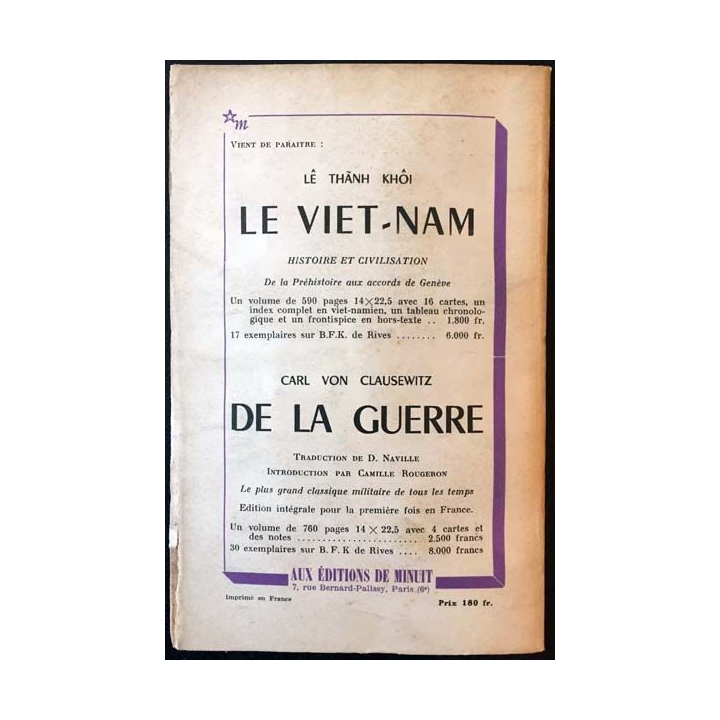 m
VIENT DE PARAITRE :
LÊ THÀNH KHÔI
LE VIET-NAM
HISTOIRE ET CIVILISATION
De la Préhistoire aux accords de Genève
Un volume de 590 pages 14×22,5 avec 16 cartes, un
index complet en viet-namien, un tableau chronolo-
gique et un frontispice en hors-texte .. 1.800 fr.
17 exemplaires sur B.F.K. de Rives ........ 6.000 fr.
CARL VON CLAUSEWITZ
DE LA GUERRE
TRADUCTION DE D. NAVILLE
INTRODUCTION PAR CAMILLE ROUGERON
Le plus grand classique militaire de tous les temps
Edition intégrale pour la première fois en France.
Un volume de 760 pages 14×22,5 avec 4 cartes et
des notes ........................ 2.500 francs
30 exemplaires sur B. F. K de Rives .... 8.000 francs
AUX ÉDITIONS DE MINUIT
7, rue Bernard-Palissy, Paris (6e)
Imprimé en France
Prix 180 fr.